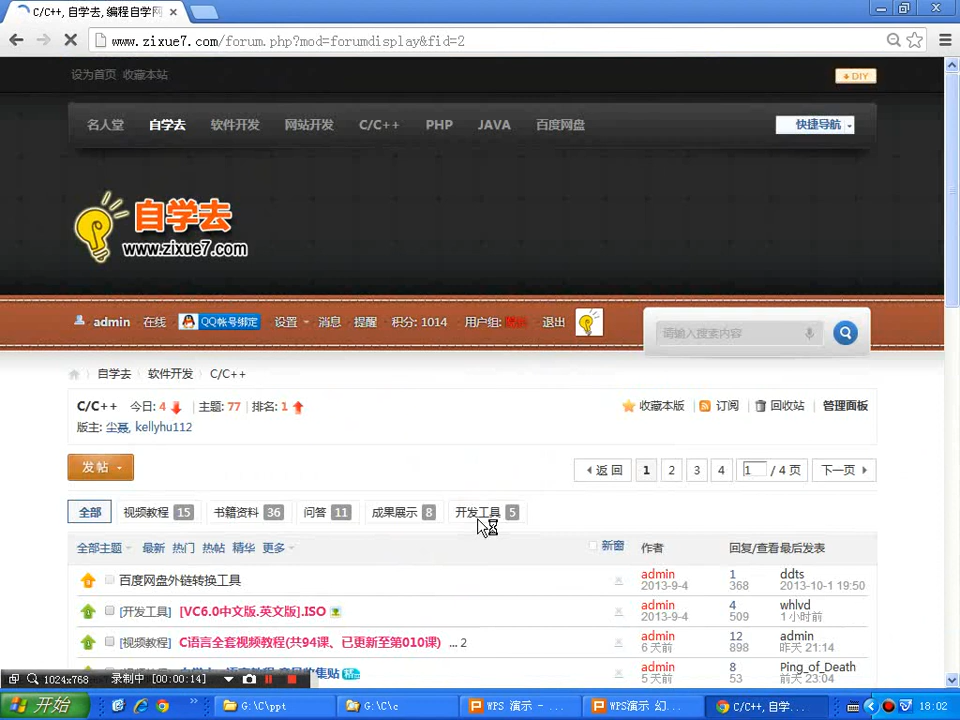 C/C++, 自学去, 编程自学网
www.zixue7.com/forum.php?mod=forumdisplay&fid=2
设为首页 收藏本站
DIY
名人堂 自学去 软件开发 网站开发 C/C++ PHP JAVA 百度网盘
快捷导航
自学去
www.zixue7.com
admin 在线 QQ帐号绑定 设置 消息 提醒 积分: 1014 用户组: 退出
请输入搜索内容
自学去 › 软件开发 › C/C++
C/C++ 今日: 4 | 主题: 77 | 排名: 1
收藏本版 | 订阅 | 回收站 | 管理面板
版主: 尘聂, kellyhu112
发帖
返回 1 2 3 4 1 / 4 页 下一页
全部 视频教程 15 书籍资料 36 问答 11 成果展示 8 开发工具 5
全部主题 最新 热门 热帖 精华 更多 新窗 作者 回复/查看 最后发表
百度网盘外链转换工具 admin 1 ddts
2013-9-4 368 2013-10-1 19:50
[开发工具] [VC6.0中文版.英文版].ISO admin 4 whlvd
2013-9-4 509 1 小时前
[视频教程] C语言全套视频教程(共94课、已更新至第010课) ... 2 admin 12 admin
6 天前 898 昨天 21:14
admin 8 Ping_of_Death
5 天前 53 前天 23:04
1024x768 录制中 [00:00:14]
开始 G:\C\ppt G:\C\c WPS 演示 - ... WPS演示 幻... C/C++, 自学... 18:02